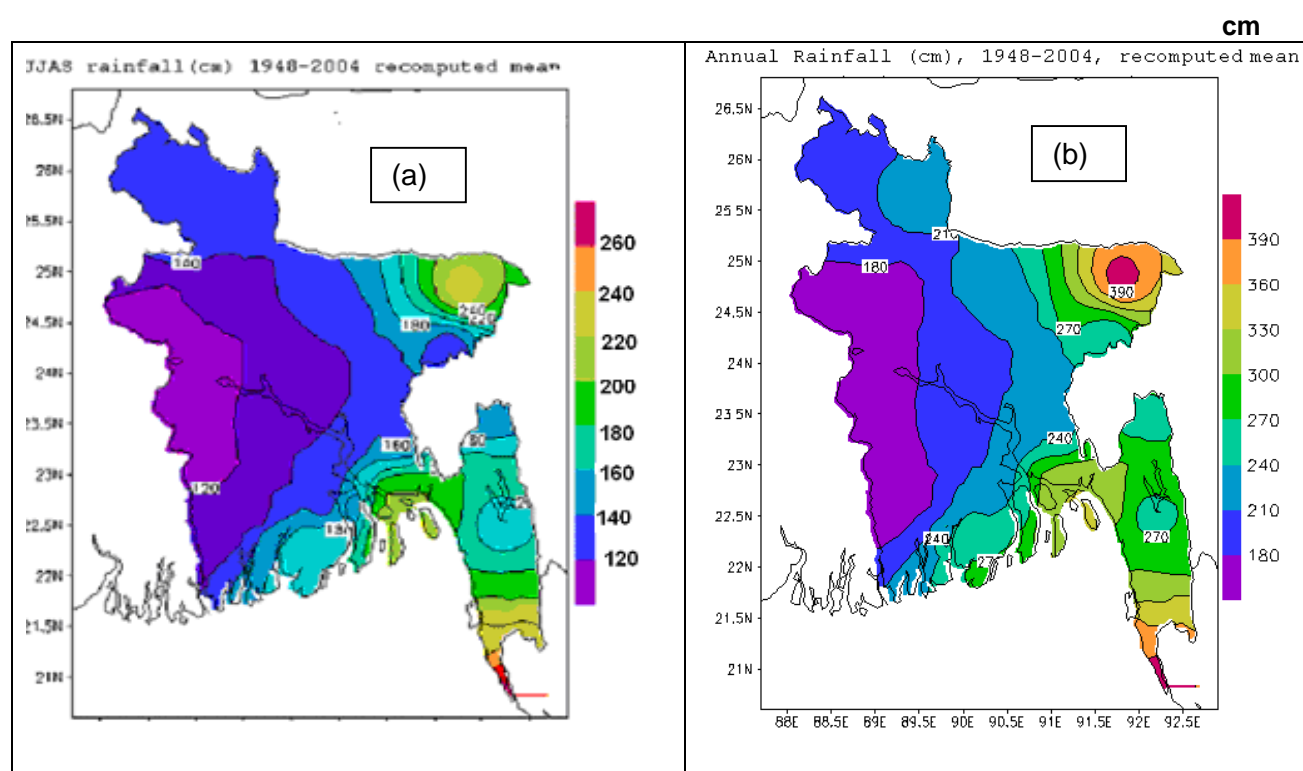 cm
JJAS rainfall(cm) 1948-2004 recomputed mean
(a)
26.5N
26N
25.5N
25N
24.5N
24N
23.5N
23N
22.5N
22N
21.5N
21N
140
180
240
220
160
120
260
240
220
200
180
160
140
120
Annual Rainfall (cm), 1948-2004, recomputed mean
(b)
26.5N
26N
25.5N
25N
24.5N
24N
23.5N
23N
22.5N
22N
21.5N
21N
210
180
390
270
240
240
270
270
390
360
330
300
270
240
210
180
88E 88.5E 89E 89.5E 90E 90.5E 91E 91.5E 92E 92.5E